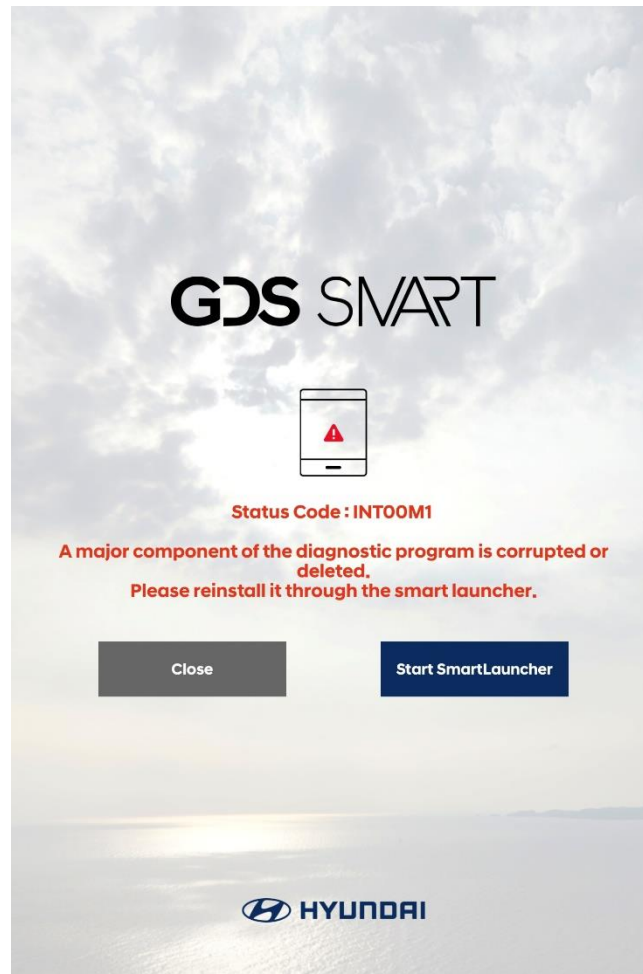 GDS SMART
Status Code : INT00M1
A major component of the diagnostic program is corrupted or
deleted.
Please reinstall it through the smart launcher.
Close
Start SmartLauncher
HYUNDAI